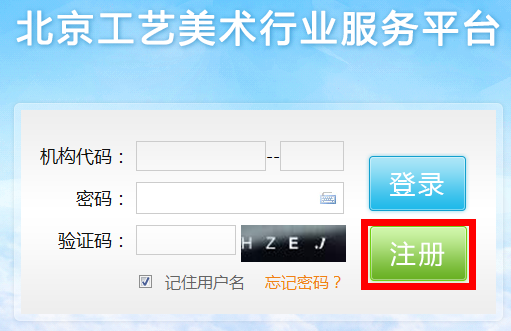 北京工艺美术行业服务平台
机构代码： --
密码：
登录
验证码： HZEJ
注册
记住用户名 忘记密码？